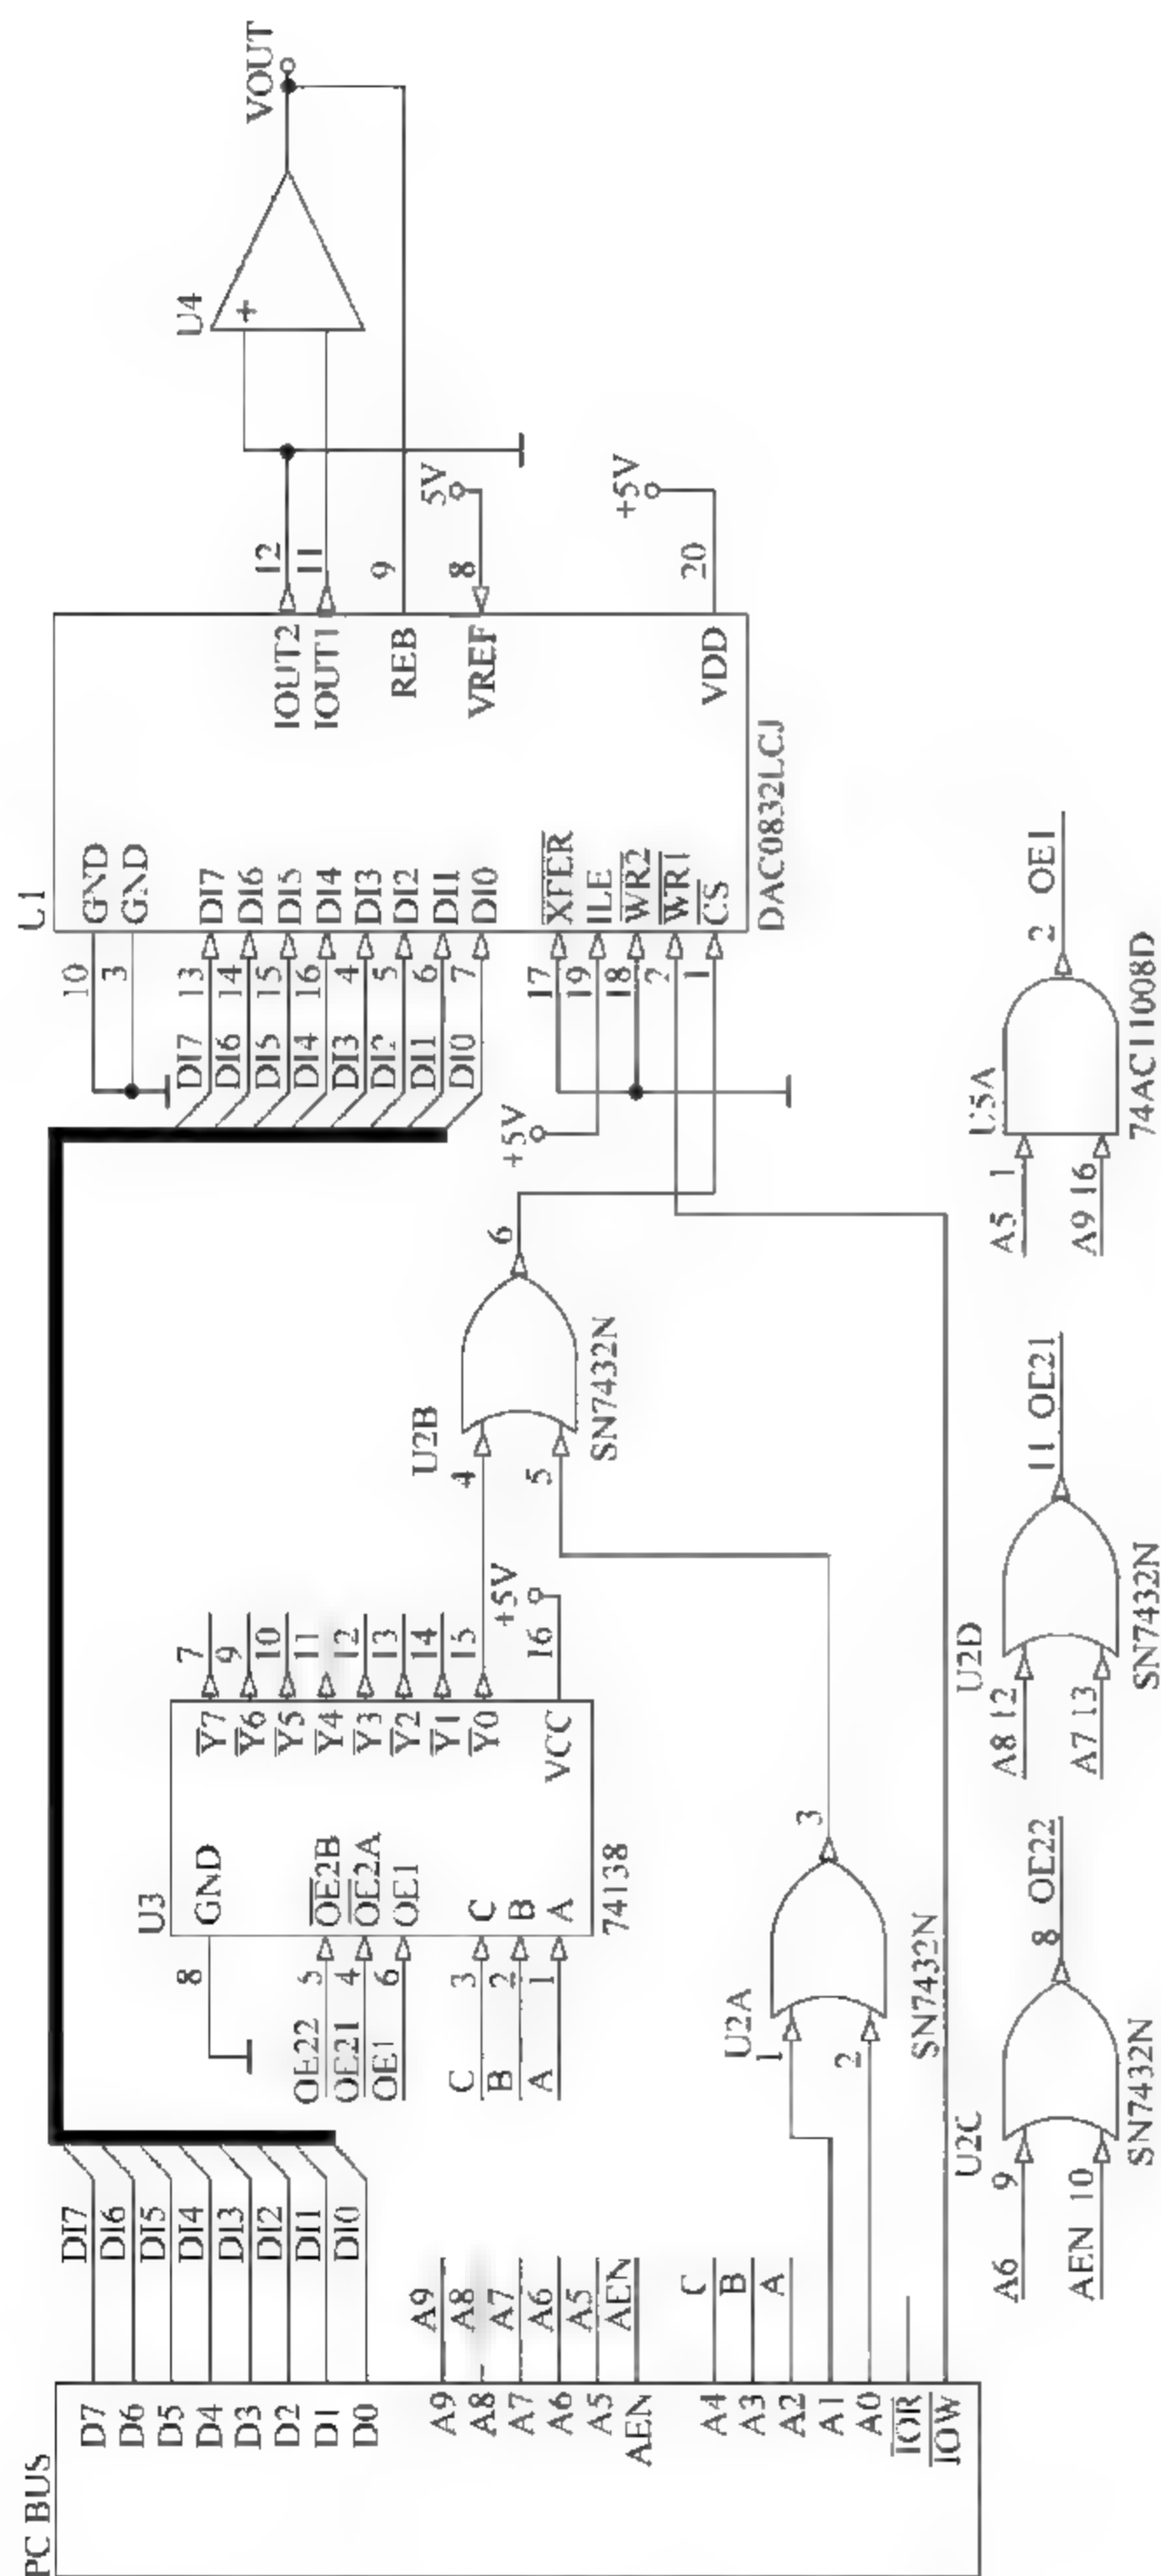 PC BUS
D7
D6
D5
D4
D3
D2
D1
D0
A9
A8
A7
A6
A5
AEN
A4
A3
A2
A1
A0
IOR
IOW
DI7
DI6
DI5
DI4
DI3
DI2
DI1
DI0
A9
A8
A7
A6
A5
AEN
C
B
A
U3
8 GND
OE22 5 OE2B
OE21 4 OE2A
OE1 6 OE1
C 3 C
B 2 B
A 1 A
74138
Y7 7
Y6 9
Y5 10
Y4 11
Y3 12
Y2 13
Y1 14
Y0 15
VCC 16
+5V
U2A
1
2
3
SN7432N
U2B
4
5
6
SN7432N
U1
10 GND
3 GND
DI7 13 DI7
DI6 14 DI6
DI5 15 DI5
DI4 16 DI4
DI3 4 DI3
DI2 5 DI2
DI1 6 DI1
DI0 7 DI0
+5V
17 XFER
19 ILE
18 WR2
2 WR1
1 CS
IOUT2 12
IOUT1 11
REB 9
VREF 8
5V
VDD 20
+5V
DAC0832LCJ
U4
+
VOUT
U2C
A6 9
AEN 10
8 OE22
SN7432N
U2D
A8 12
A7 13
11 OE21
SN7432N
U5A
A5 1
A9 16
2 OE1
74AC11008D